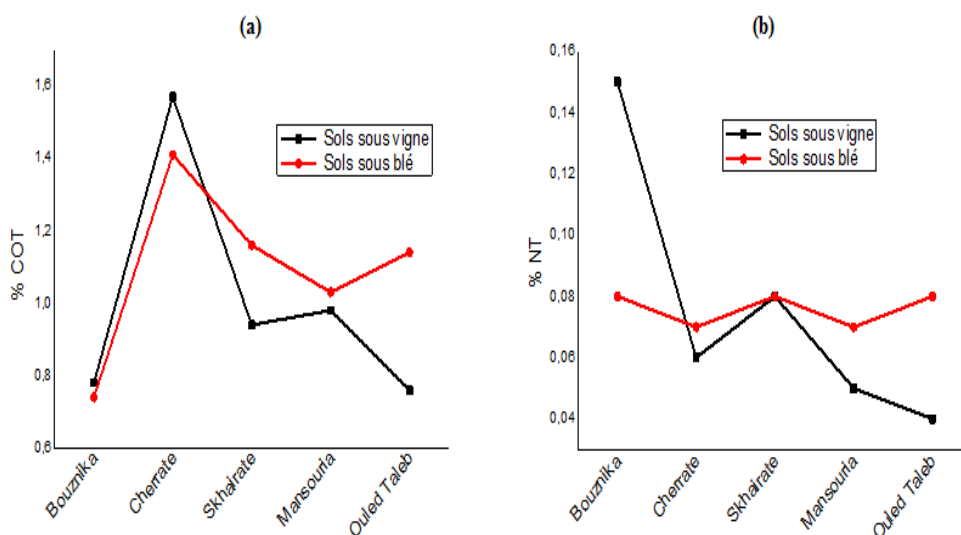 (a)
% COT
1,6
1,4
1,2
1,0
0,8
0,6
Sols sous vigne
Sols sous blé
Bouznika
Cherrate
Skhairate
Mansouria
Ouled Taleb
(b)
% NT
0,16
0,14
0,12
0,10
0,08
0,06
0,04
Sols sous vigne
Sols sous blé
Bouznika
Cherrate
Skhairate
Mansouria
Ouled Taleb